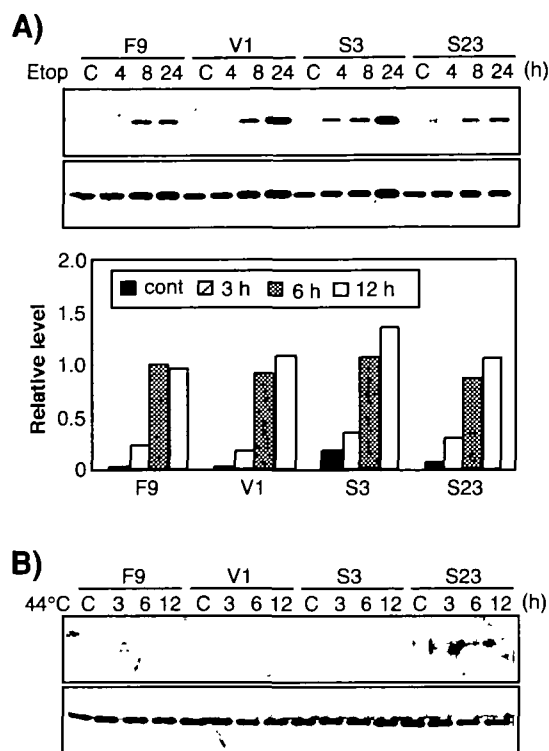 A)
F9 V1 S3 S23
Etop C 4 8 24 C 4 8 24 C 4 8 24 C 4 8 24 (h)
2.0
1.5
1.0
0.5
0
Relative level
cont 3 h 6 h 12 h
F9 V1 S3 S23
B)
F9 V1 S3 S23
44°C C 3 6 12 C 3 6 12 C 3 6 12 C 3 6 12 (h)